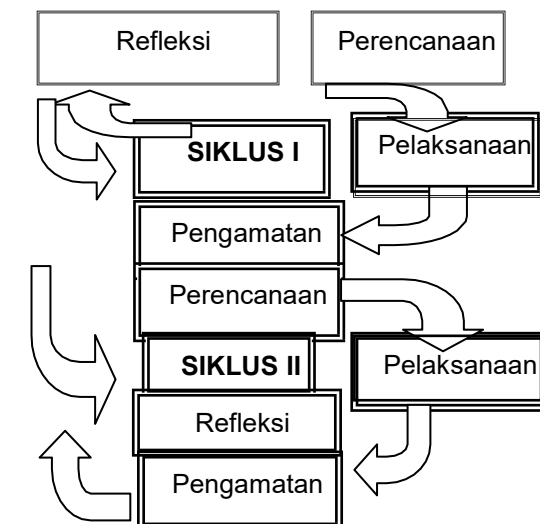 Refleksi
Perencanaan
SIKLUS I
Pelaksanaan
Pengamatan
Perencanaan
SIKLUS II
Pelaksanaan
Refleksi
Pengamatan